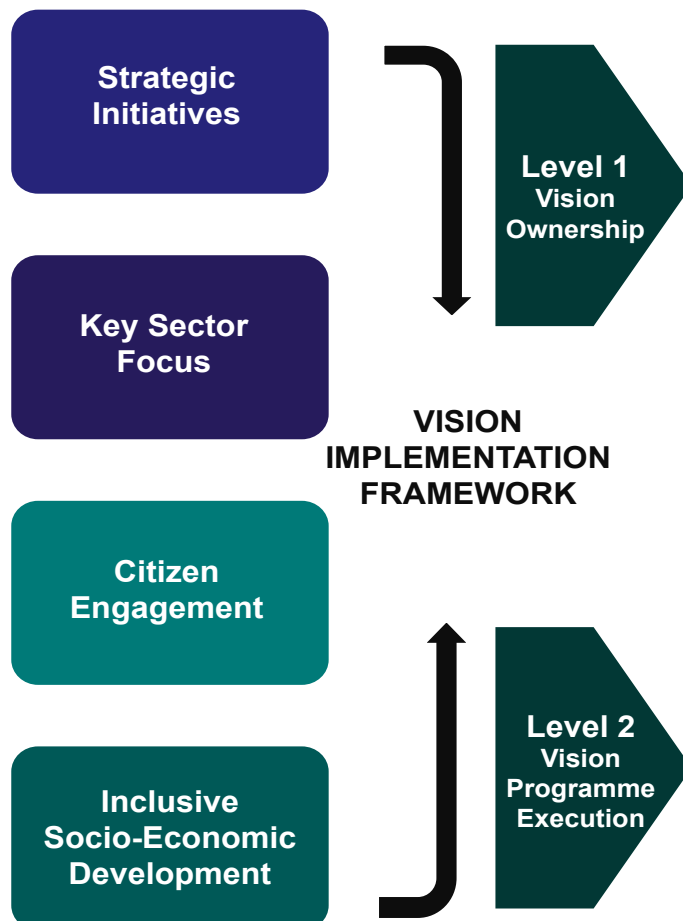 Strategic
Initiatives
Level 1
Vision
Ownership
Key Sector
Focus
VISION
IMPLEMENTATION
FRAMEWORK
Citizen
Engagement
Level 2
Vision
Programme
Execution
Inclusive
Socio-Economic
Development